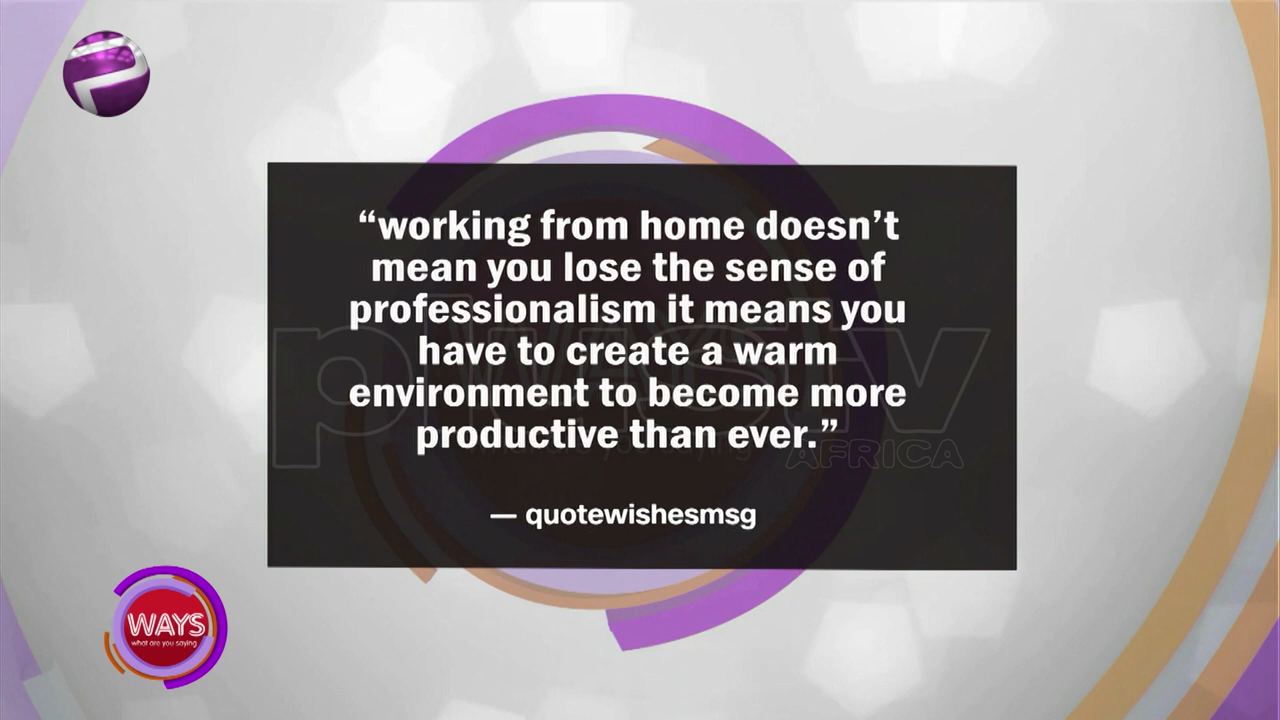 “working from home doesn’t
mean you lose the sense of
professionalism it means you
have to create a warm
environment to become more
productive than ever.”
— quotewishesmsg
plustv
AFRICA
WAYS
what are you saying